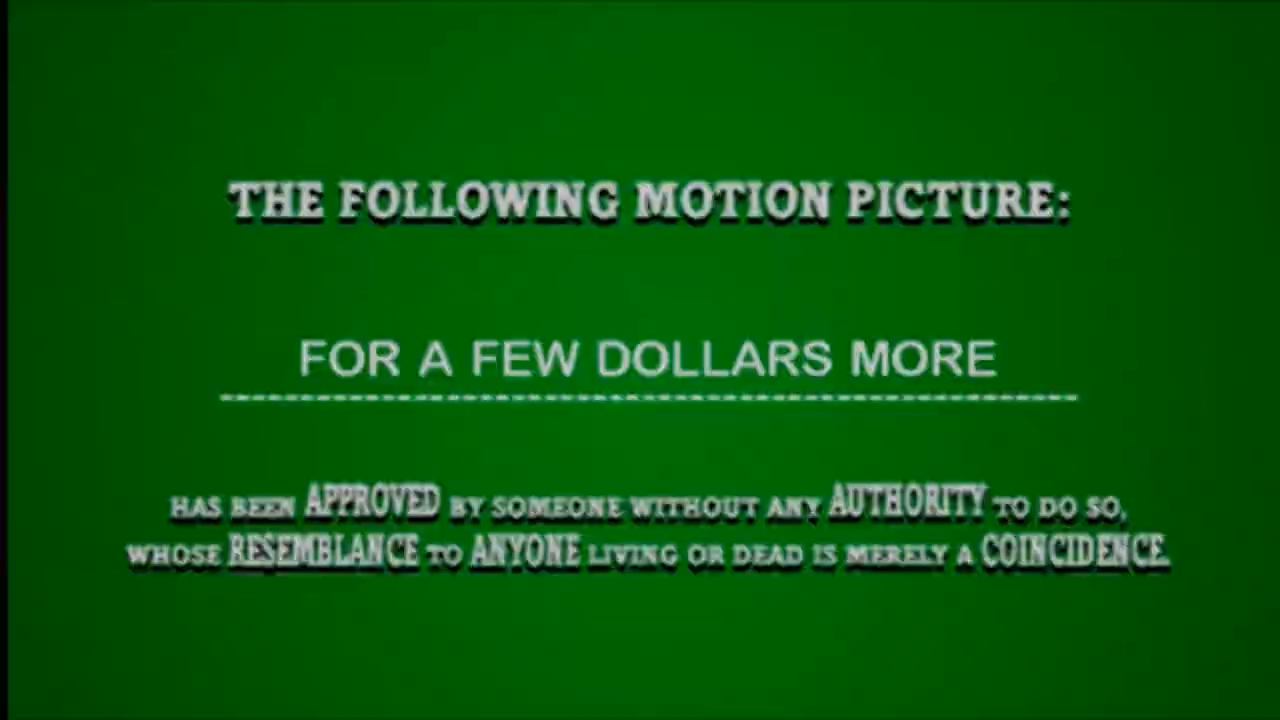 THE FOLLOWING MOTION PICTURE:
FOR A FEW DOLLARS MORE
HAS BEEN APPROVED BY SOMEONE WITHOUT ANY AUTHORITY TO DO SO,
WHOSE RESEMBLANCE TO ANYONE LIVING OR DEAD IS MERELY A COINCIDENCE.